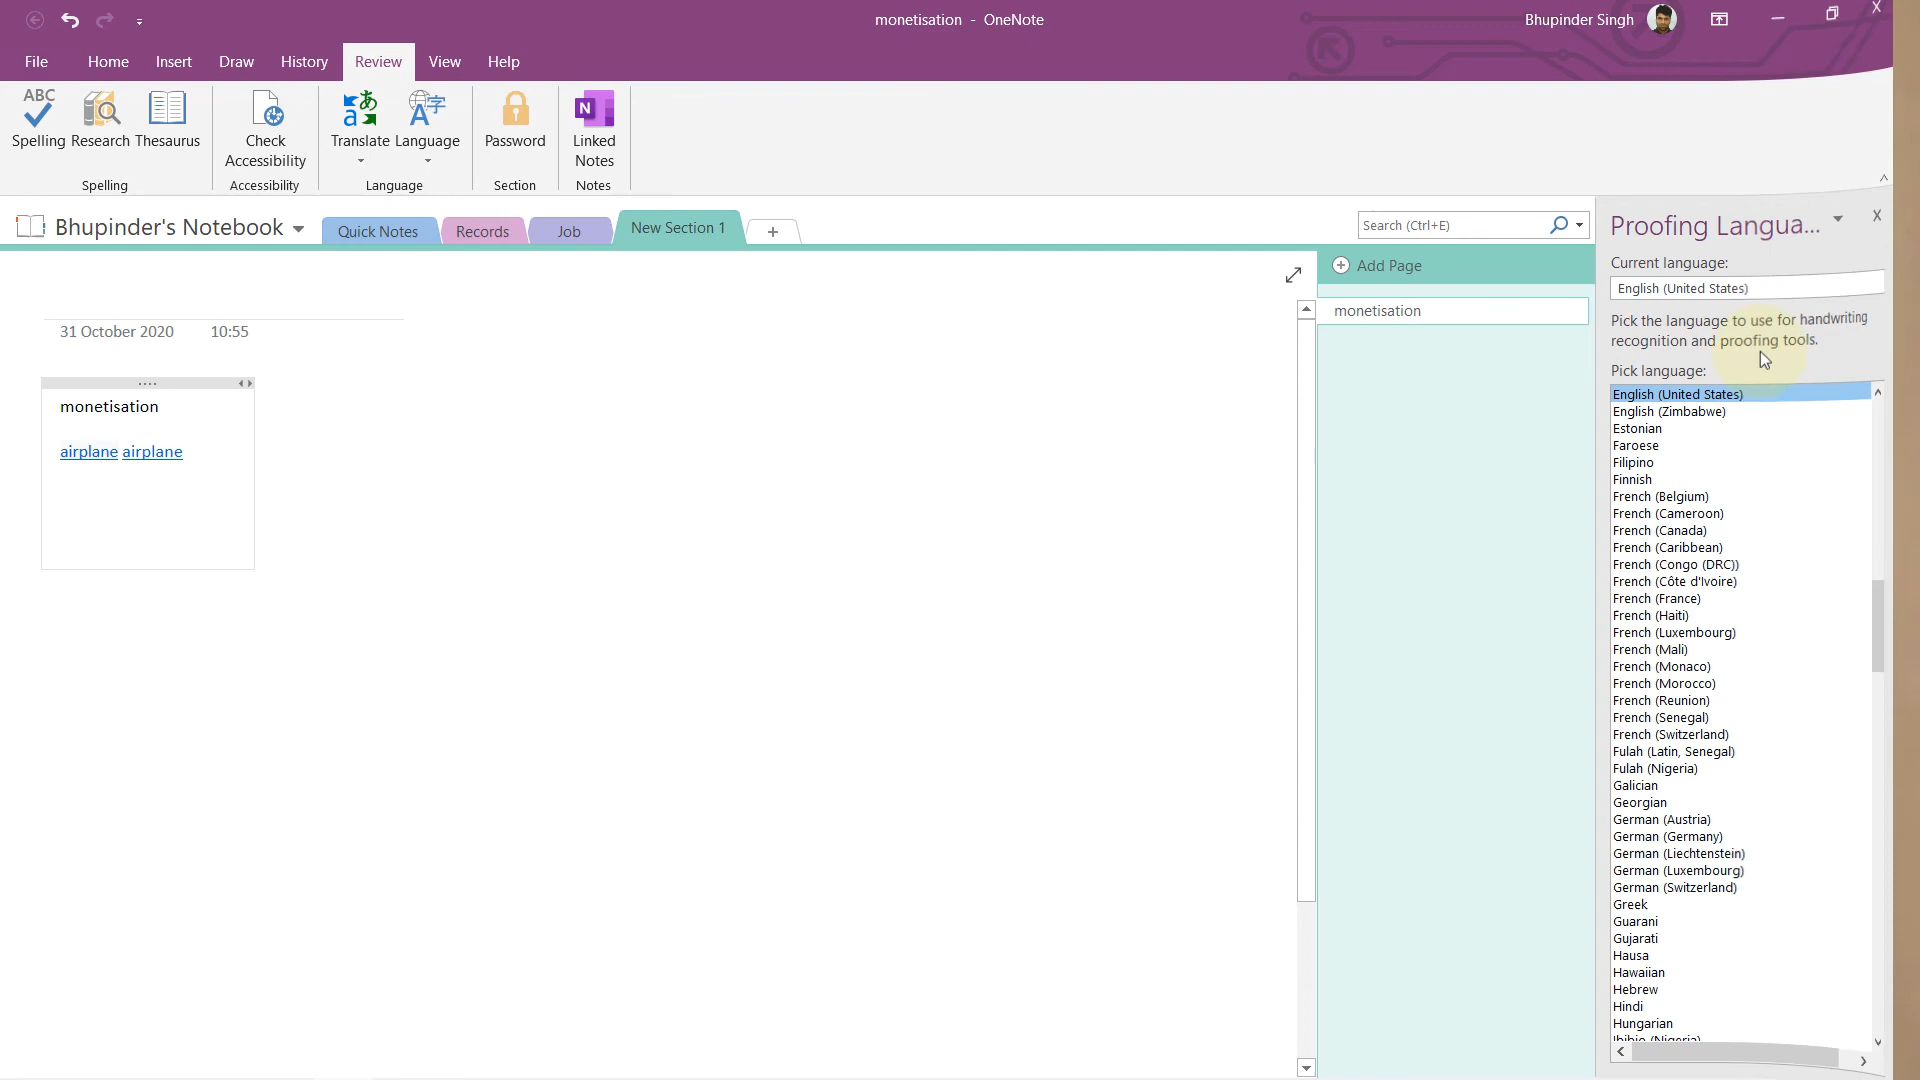 monetisation - OneNote
Bhupinder Singh
File Home Insert Draw History Review View Help
ABC
Spelling Research Thesaurus
Check Accessibility
Translate Language
Password
Linked Notes
Spelling Accessibility Language Section Notes
Bhupinder's Notebook
Quick Notes Records Job New Section 1 +
Search (Ctrl+E)
Add Page
monetisation
31 October 2020 10:55
monetisation
airplane airplane
Proofing Langua...
Current language:
English (United States)
Pick the language to use for handwriting
recognition and proofing tools.
Pick language:
English (United States)
English (Zimbabwe)
Estonian
Faroese
Filipino
Finnish
French (Belgium)
French (Cameroon)
French (Canada)
French (Caribbean)
French (Congo (DRC))
French (Côte d'Ivoire)
French (France)
French (Haiti)
French (Luxembourg)
French (Mali)
French (Monaco)
French (Morocco)
French (Reunion)
French (Senegal)
French (Switzerland)
Fulah (Latin, Senegal)
Fulah (Nigeria)
Galician
Georgian
German (Austria)
German (Germany)
German (Liechtenstein)
German (Luxembourg)
German (Switzerland)
Greek
Guarani
Gujarati
Hausa
Hawaiian
Hebrew
Hindi
Hungarian
Ibibio (Nigeria)